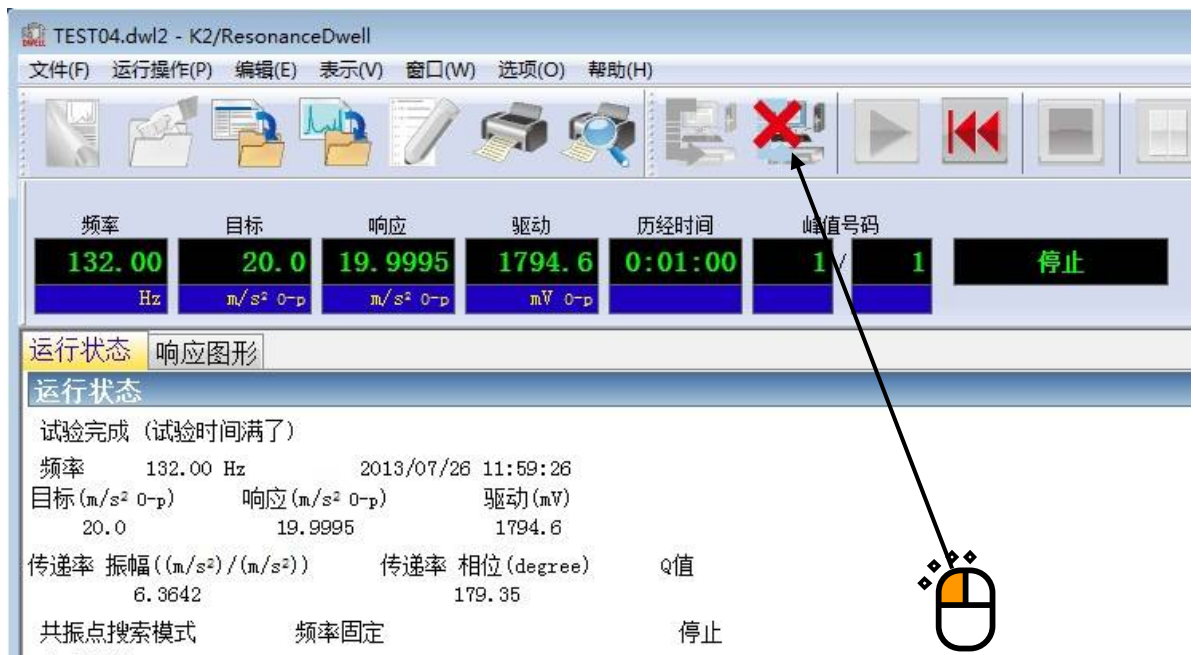 TEST04.dwl2 - K2/ResonanceDwell
文件(F) 运行操作(P) 编辑(E) 表示(V) 窗口(W) 选项(O) 帮助(H)
频率 目标 响应 驱动 历经时间 峰值号码
132.00 20.0 19.9995 1794.6 0:01:00 1 / 1 停止
Hz m/s² 0-p m/s² 0-p mV 0-p
运行状态 响应图形
运行状态
试验完成 (试验时间满了)
频率 132.00 Hz 2013/07/26 11:59:26
目标(m/s² 0-p) 响应(m/s² 0-p) 驱动(mV)
20.0 19.9995 1794.6
传递率 振幅((m/s²)/(m/s²)) 传递率 相位(degree) Q值
6.3642 179.35
共振点搜索模式 频率固定 停止